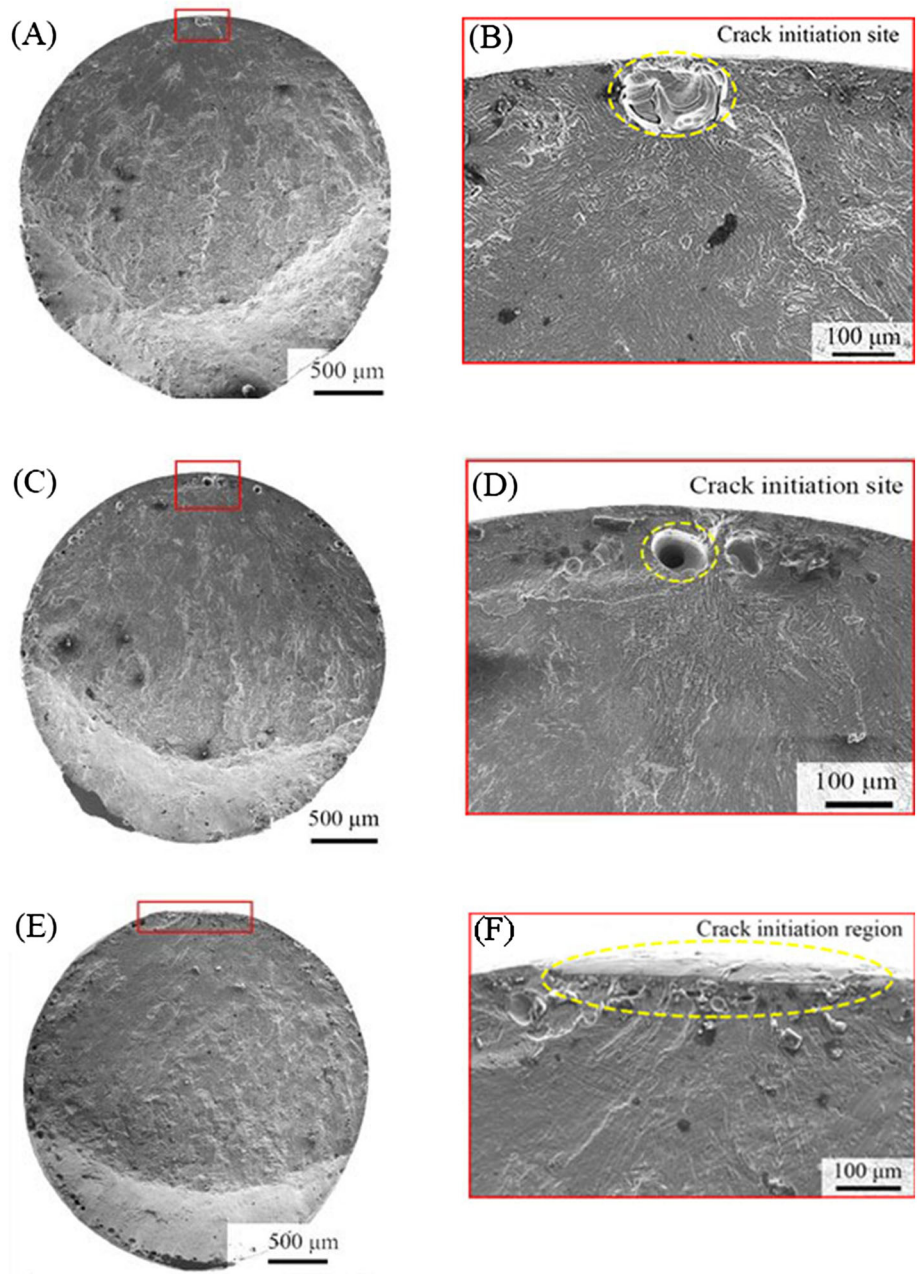 (A)
500 μm
(B)
Crack initiation site
100 μm
(C)
500 μm
(D)
Crack initiation site
100 μm
(E)
500 μm
(F)
Crack initiation region
100 μm